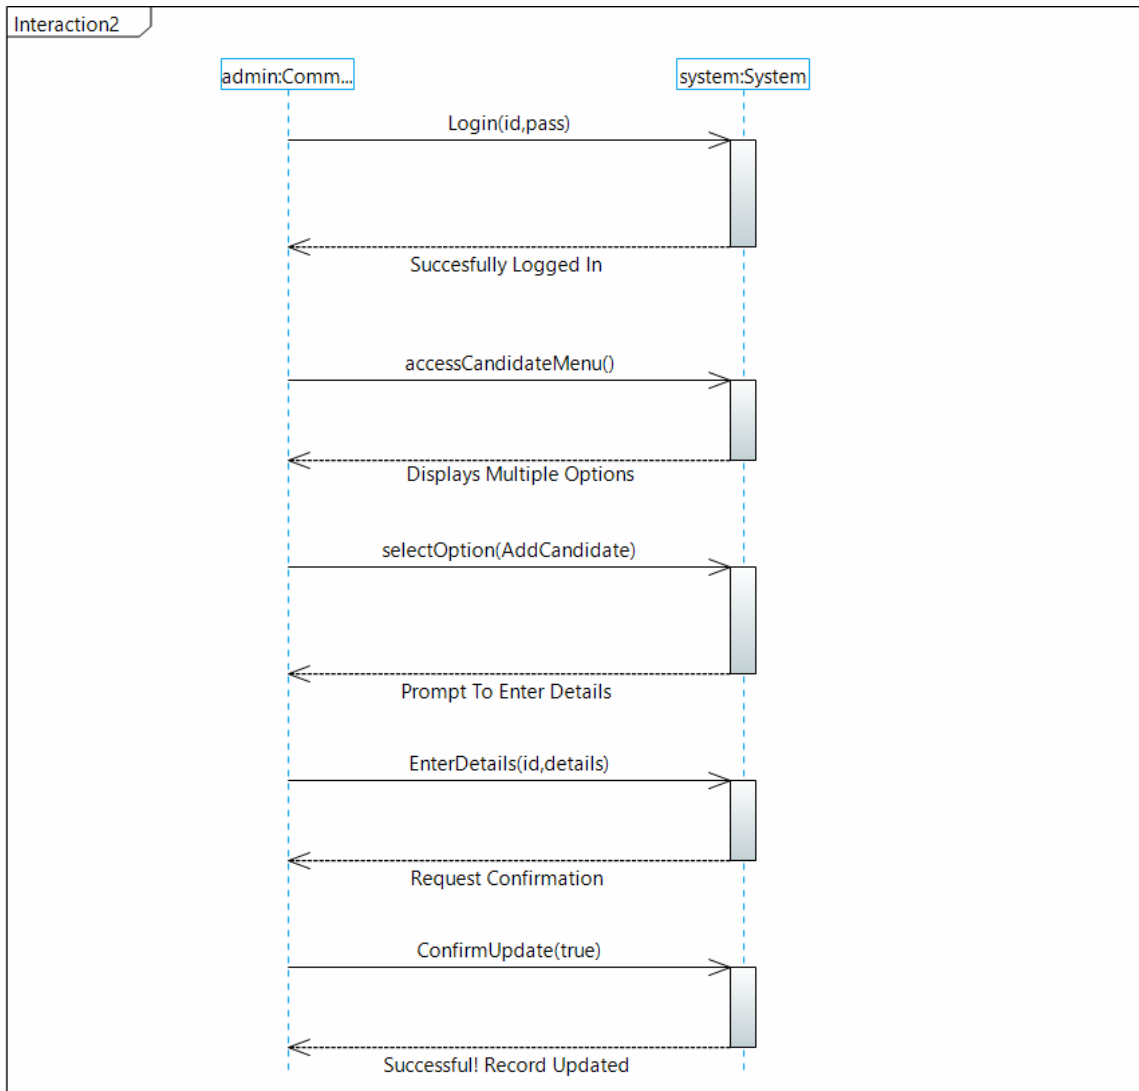 Interaction2
admin:Comm...
system:System
Login(id,pass)
Succesfully Logged In
accessCandidateMenu()
Displays Multiple Options
selectOption(AddCandidate)
Prompt To Enter Details
EnterDetails(id,details)
Request Confirmation
ConfirmUpdate(true)
Successful! Record Updated